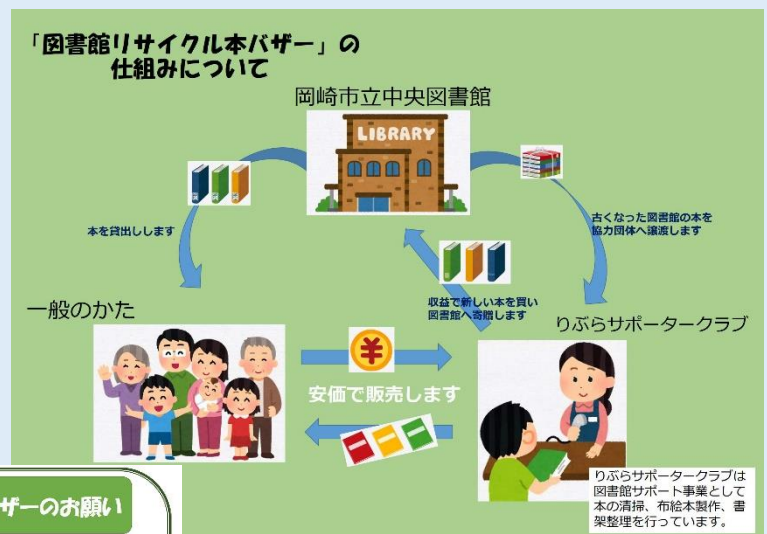 「図書館リサイクル本バザー」の
仕組みについて
岡崎市立中央図書館
LIBRARY
本を貸出しします
古くなった図書館の本を
協力団体へ譲渡します
収益で新しい本を買い
図書館へ寄贈します
一般のかた
りぶらサポータークラブ
¥
安価で販売します
りぶらサポータークラブは
図書館サポート事業として
本の清掃、布絵本製作、書
架整理を行っています。
ザーのお願い